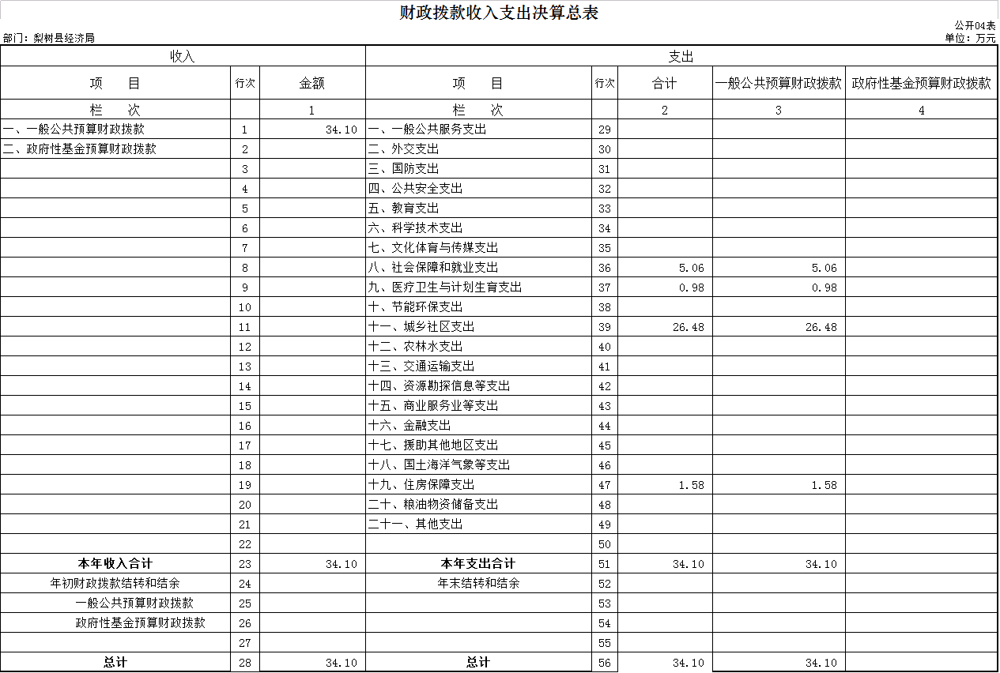 财政拨款收入支出决算总表
公开04表
部门：梨树县经济局 单位：万元
收入 支出
项 目 行次 金额 项 目 行次 合计 一般公共预算财政拨款 政府性基金预算财政拨款
栏 次 1 栏 次 2 3 4
一、一般公共预算财政拨款 1 34.10 一、一般公共服务支出 29
二、政府性基金预算财政拨款 2 二、外交支出 30
3 三、国防支出 31
4 四、公共安全支出 32
5 五、教育支出 33
6 六、科学技术支出 34
7 七、文化体育与传媒支出 35
8 八、社会保障和就业支出 36 5.06 5.06
9 九、医疗卫生与计划生育支出 37 0.98 0.98
10 十、节能环保支出 38
11 十一、城乡社区支出 39 26.48 26.48
12 十二、农林水支出 40
13 十三、交通运输支出 41
14 十四、资源勘探信息等支出 42
15 十五、商业服务业等支出 43
16 十六、金融支出 44
17 十七、援助其他地区支出 45
18 十八、国土海洋气象等支出 46
19 十九、住房保障支出 47 1.58 1.58
20 二十、粮油物资储备支出 48
21 二十一、其他支出 49
22 50
本年收入合计 23 34.10 本年支出合计 51 34.10 34.10
年初财政拨款结转和结余 24 年末结转和结余 52
一般公共预算财政拨款 25 53
政府性基金预算财政拨款 26 54
27 55
总计 28 34.10 总计 56 34.10 34.10